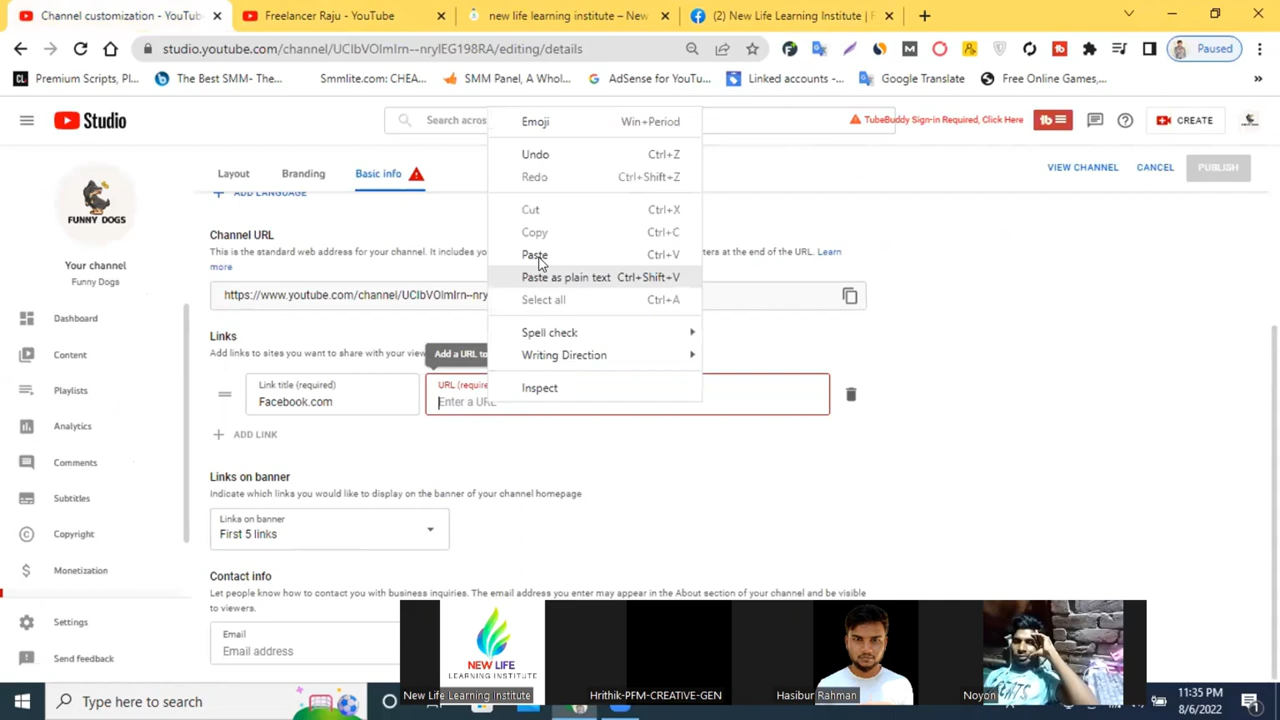 Channel customization - YouTube
Freelancer Raju - YouTube
new life learning institute – New
(2) New Life Learning Institute | F
studio.youtube.com/channel/UCIbVOImIrn--nrylEG198RA/editing/details
Paused
Premium Scripts, Pl...
The Best SMM- The...
Smmlite.com: CHEA...
SMM Panel, A Whol...
AdSense for YouTu...
Linked accounts -...
Google Translate
Free Online Games,...
Studio
Search acros
TubeBuddy Sign-in Required, Click Here
CREATE
Emoji Win+Period
Undo Ctrl+Z
Redo Ctrl+Shift+Z
Cut Ctrl+X
Copy Ctrl+C
Paste Ctrl+V
Paste as plain text Ctrl+Shift+V
Select all Ctrl+A
Spell check
Writing Direction
Inspect
Layout Branding Basic info
VIEW CHANNEL CANCEL PUBLISH
FUNNY DOGS
Your channel
Funny Dogs
Dashboard
Content
Playlists
Analytics
Comments
Subtitles
Copyright
Monetization
Settings
Send feedback
ADD LANGUAGE
Channel URL
This is the standard web address for your channel. It includes yo
ters at the end of the URL. Learn
more
https://www.youtube.com/channel/UCIbVOImIrn--nry
Links
Add links to sites you want to share with your view
Add a URL to
Link title (required)
Facebook.com
URL (require
Enter a URL
ADD LINK
Links on banner
Indicate which links you would like to display on the banner of your channel homepage
Links on banner
First 5 links
Contact info
Let people know how to contact you with business inquiries. The email address you enter may appear in the About section of your channel and be visible
to viewers.
Email
Email address
NEW LIFE
LEARNING INSTITUTE
New Life Learning Institute
Hrithik-PFM-CREATIVE-GEN
Hasibur Rahman
Noyon
Type here to search
11:35 PM
8/6/2022